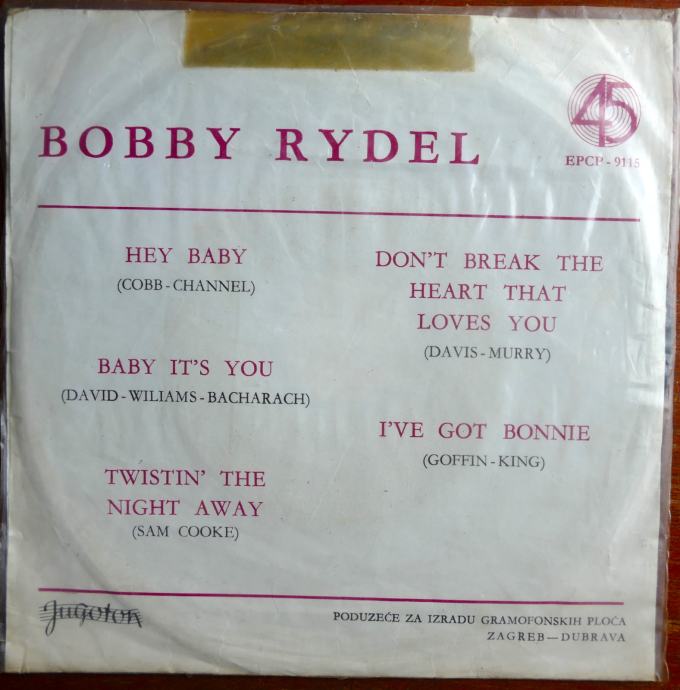 45
BOBBY RYDEL
EPCP - 9115
HEY BABY
(COBB - CHANNEL)
BABY IT'S YOU
(DAVID - WILIAMS - BACHARACH)
TWISTIN' THE
NIGHT AWAY
(SAM COOKE)
DON'T BREAK THE
HEART THAT
LOVES YOU
(DAVIS - MURRY)
I'VE GOT BONNIE
(GOFFIN - KING)
Jugoton
PODUZEĆE ZA IZRADU GRAMOFONSKIH PLOČA
ZAGREB — DUBRAVA